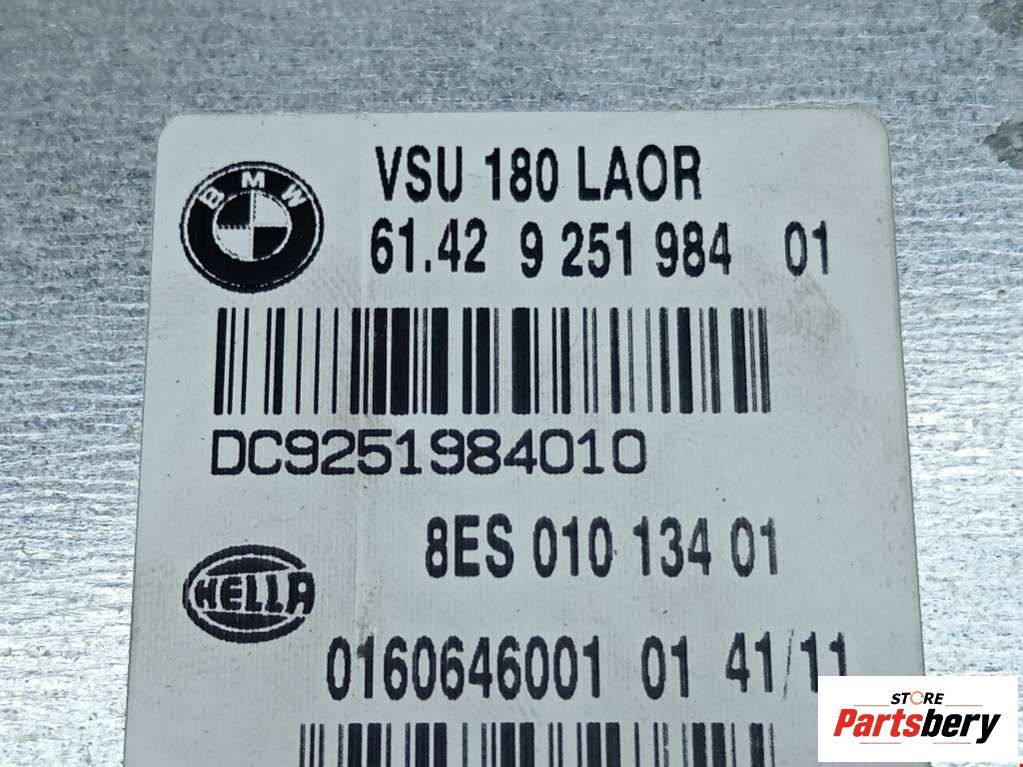 BMW
VSU 180 LAOR
61.42 9 251 984 01
DC9251984010
8ES 010 134 01
HELLA
0160646001 01 41/11
STORE
Partsbery